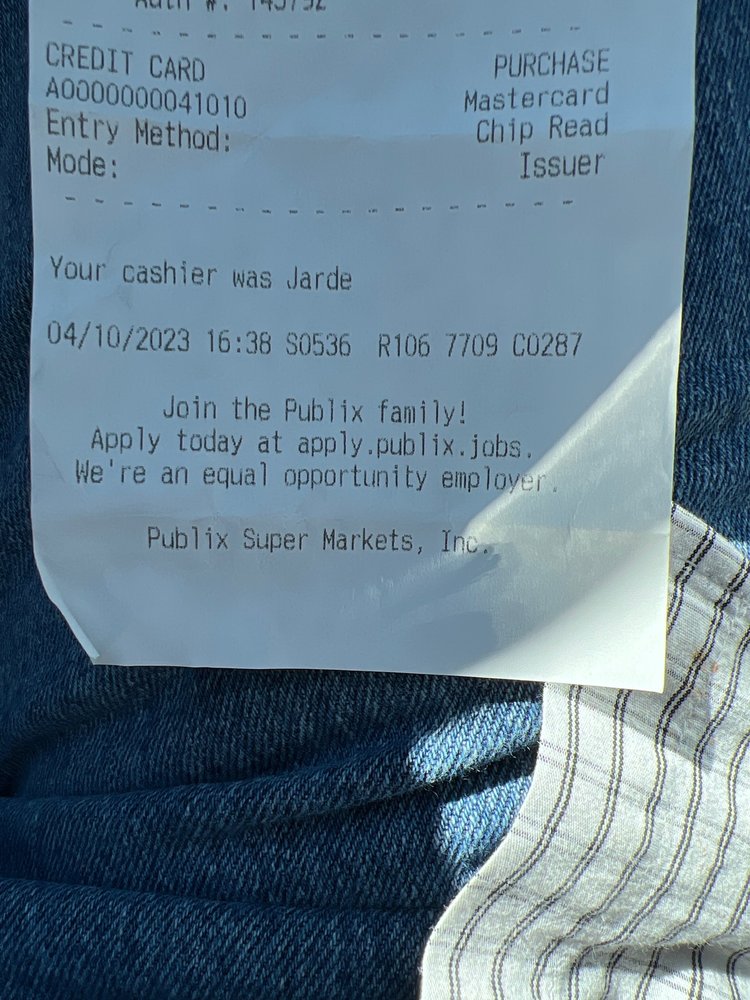 Auth #: 145752
- - - - - - - - - - - - - - - - - - -
CREDIT CARD PURCHASE
A0000000041010 Mastercard
Entry Method: Chip Read
Mode: Issuer
- - - - - - - - - - - - - - - - - - -
Your cashier was Jarde
04/10/2023 16:38 S0536 R106 7709 C0287
Join the Publix family!
Apply today at apply.publix.jobs.
We're an equal opportunity employer.
Publix Super Markets, Inc.